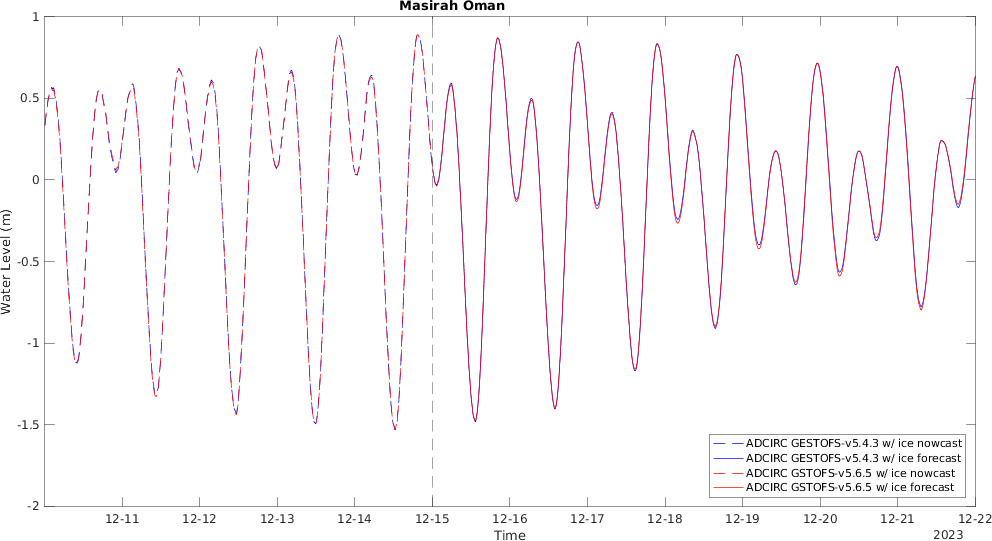 Masirah Oman
1
0.5
0
-0.5
-1
-1.5
-2
Water Level (m)
12-11 12-12 12-13 12-14 12-15 12-16 12-17 12-18 12-19 12-20 12-21 12-22
Time
2023
ADCIRC GESTOFS-v5.4.3 w/ ice nowcast
ADCIRC GESTOFS-v5.4.3 w/ ice forecast
ADCIRC GSTOFS-v5.6.5 w/ ice nowcast
ADCIRC GSTOFS-v5.6.5 w/ ice forecast